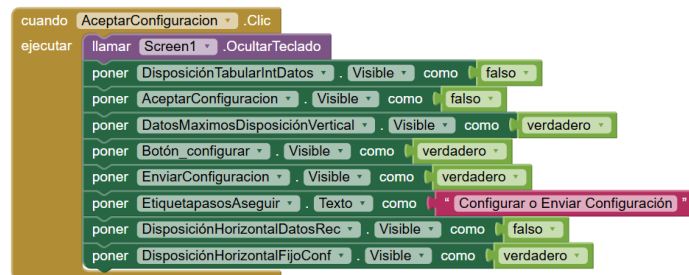 cuando AceptarConfiguracion .Clic
ejecutar llamar Screen1 .OcultarTeclado
poner DisposiciónTabularIntDatos . Visible como falso
poner AceptarConfiguracion . Visible como falso
poner DatosMaximosDisposiciónVertical . Visible como verdadero
poner Botón_configurar . Visible como verdadero
poner EnviarConfiguracion . Visible como verdadero
poner EtiquetapasosAseguir . Texto como " Configurar o Enviar Configuración "
poner DisposiciónHorizontalDatosRec . Visible como falso
poner DisposiciónHorizontalFijoConf . Visible como verdadero